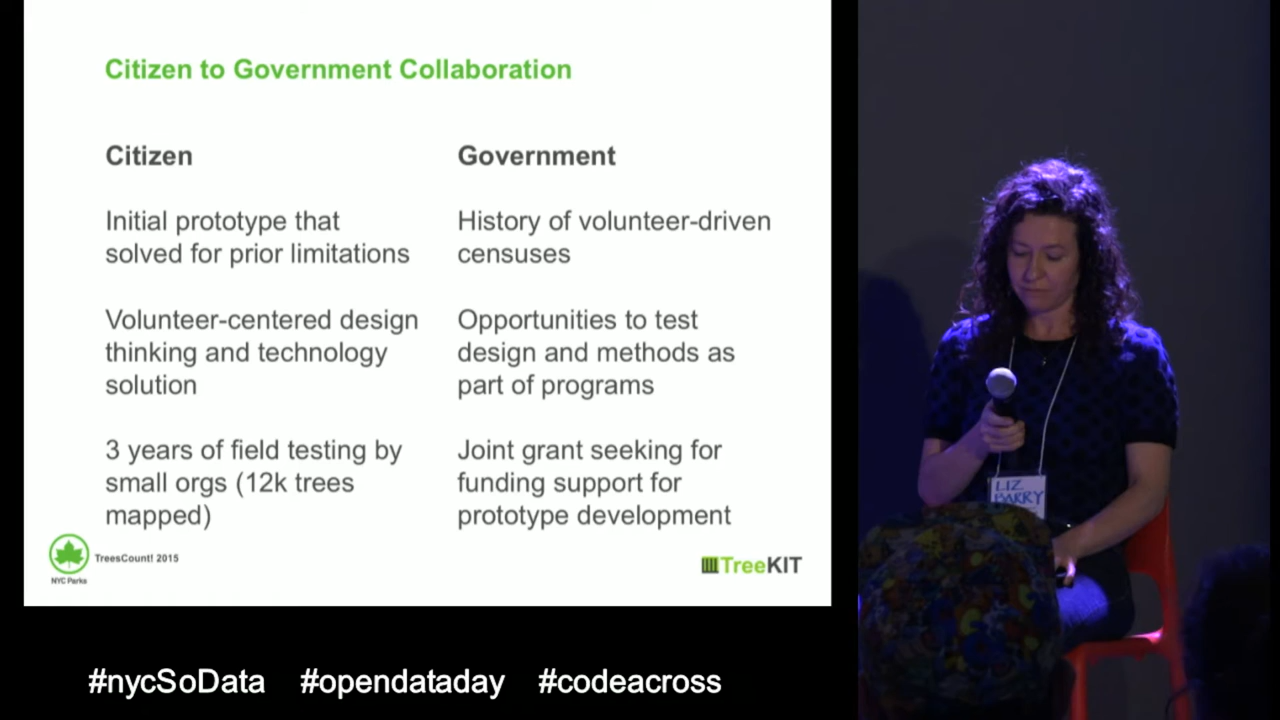 Citizen to Government Collaboration
Citizen
Initial prototype that
solved for prior limitations
Volunteer-centered design
thinking and technology
solution
3 years of field testing by
small orgs (12k trees
mapped)
Government
History of volunteer-driven
censuses
Opportunities to test
design and methods as
part of programs
Joint grant seeking for
funding support for
prototype development
TreesCount! 2015
NYC Parks
TreeKIT
LIZ
BARRY
#nycSoData #opendataday #codeacross